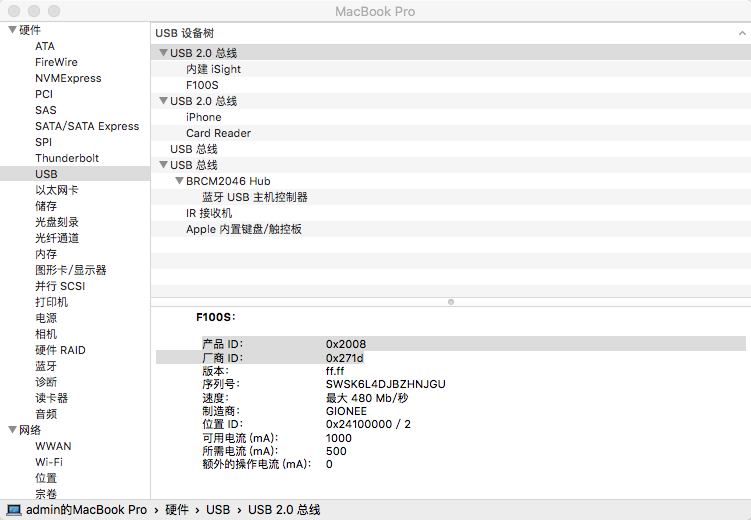 MacBook Pro
硬件
ATA
FireWire
NVMExpress
PCI
SAS
SATA/SATA Express
SPI
Thunderbolt
USB
以太网卡
储存
光盘刻录
光纤通道
内存
图形卡/显示器
并行 SCSI
打印机
电源
相机
硬件 RAID
蓝牙
诊断
读卡器
音频
网络
WWAN
Wi-Fi
位置
宗卷
USB 设备树
USB 2.0 总线
内建 iSight
F100S
USB 2.0 总线
iPhone
Card Reader
USB 总线
USB 总线
BRCM2046 Hub
蓝牙 USB 主机控制器
IR 接收机
Apple 内置键盘/触控板
F100S:
产品 ID: 0x2008
厂商 ID: 0x271d
版本: ff.ff
序列号: SWSK6L4DJBZHNJGU
速度: 最大 480 Mb/秒
制造商: GIONEE
位置 ID: 0x24100000 / 2
可用电流 (mA): 1000
所需电流 (mA): 500
额外的操作电流 (mA): 0
admin的MacBook Pro › 硬件 › USB › USB 2.0 总线